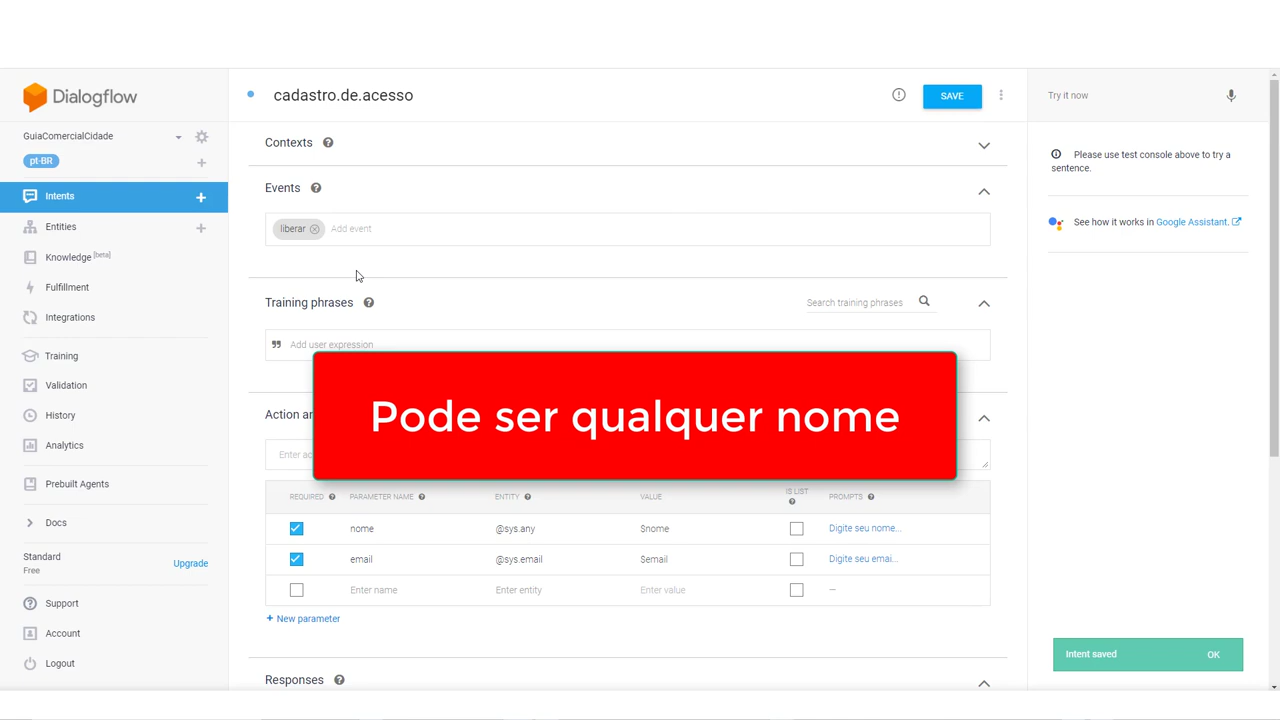 Dialogflow
GuiaComercialCidade
pt-BR
Intents
Entities
Knowledge [beta]
Fulfillment
Integrations
Training
Validation
History
Analytics
Prebuilt Agents
Docs
Standard
Free
Upgrade
Support
Account
Logout
cadastro.de.acesso
SAVE
Contexts
Events
liberar
Add event
Training phrases
Search training phrases
Add user expression
Pode ser qualquer nome
Action an
Enter ac
REQUIRED PARAMETER NAME ENTITY VALUE IS LIST PROMPTS
nome @sys.any $nome Digite seu nome...
email @sys.email $email Digite seu emai...
Enter name Enter entity Enter value —
+ New parameter
Responses
Try it now
Please use test console above to try a
sentence.
See how it works in Google Assistant.
Intent saved OK